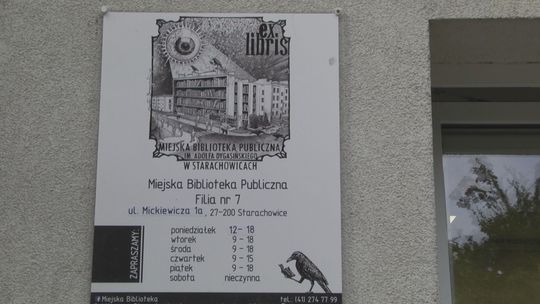 ex
libris
MIEJSKA BIBLIOTEKA PUBLICZNA
IM. ADOLFA DYGASIŃSKIEGO
W STARACHOWICACH
Miejska Biblioteka Publiczna
Filia nr 7
ul. Mickiewicza 1a, 27-200 Starachowice
ZAPRASZAMY:
poniedziałek 12 - 18
wtorek 9 - 18
środa 9 - 18
czwartek 9 - 15
piątek 9 - 18
sobota nieczynna
Miejska Biblioteka tel. (41) 274 77 99